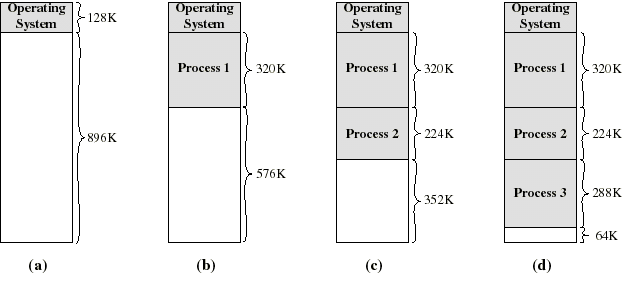 Operating
System
128K
896K
(a)
Operating
System
Process 1
320K
576K
(b)
Operating
System
Process 1
320K
Process 2
224K
352K
(c)
Operating
System
Process 1
320K
Process 2
224K
Process 3
288K
64K
(d)